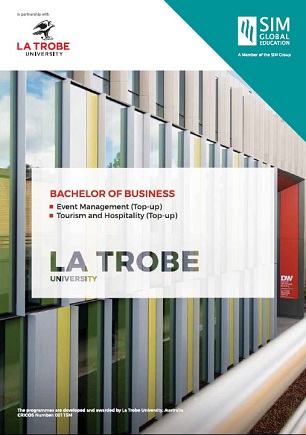 In partnership with
LA TROBE
UNIVERSITY
SIM
GLOBAL
EDUCATION
A Member of the SIM Group
BACHELOR OF BUSINESS
Event Management (Top-up)
Tourism and Hospitality (Top-up)
LA TROBE
UNIVERSITY
DW
The programmes are developed and awarded by La Trobe University, Australia.
CRICOS Number: 00115M